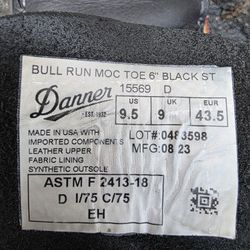 BULL RUN MOC TOE 6" BLACK ST
15569 D
Danner
EST. 1932
US UK EUR
9.5 9 43.5
MADE IN USA WITH
IMPORTED COMPONENTS
LEATHER UPPER
FABRIC LINING
SYNTHETIC OUTSOLE
LOT#:0483598
MFG:08 23
ASTM F 2413-18
D I/75 C/75
EH